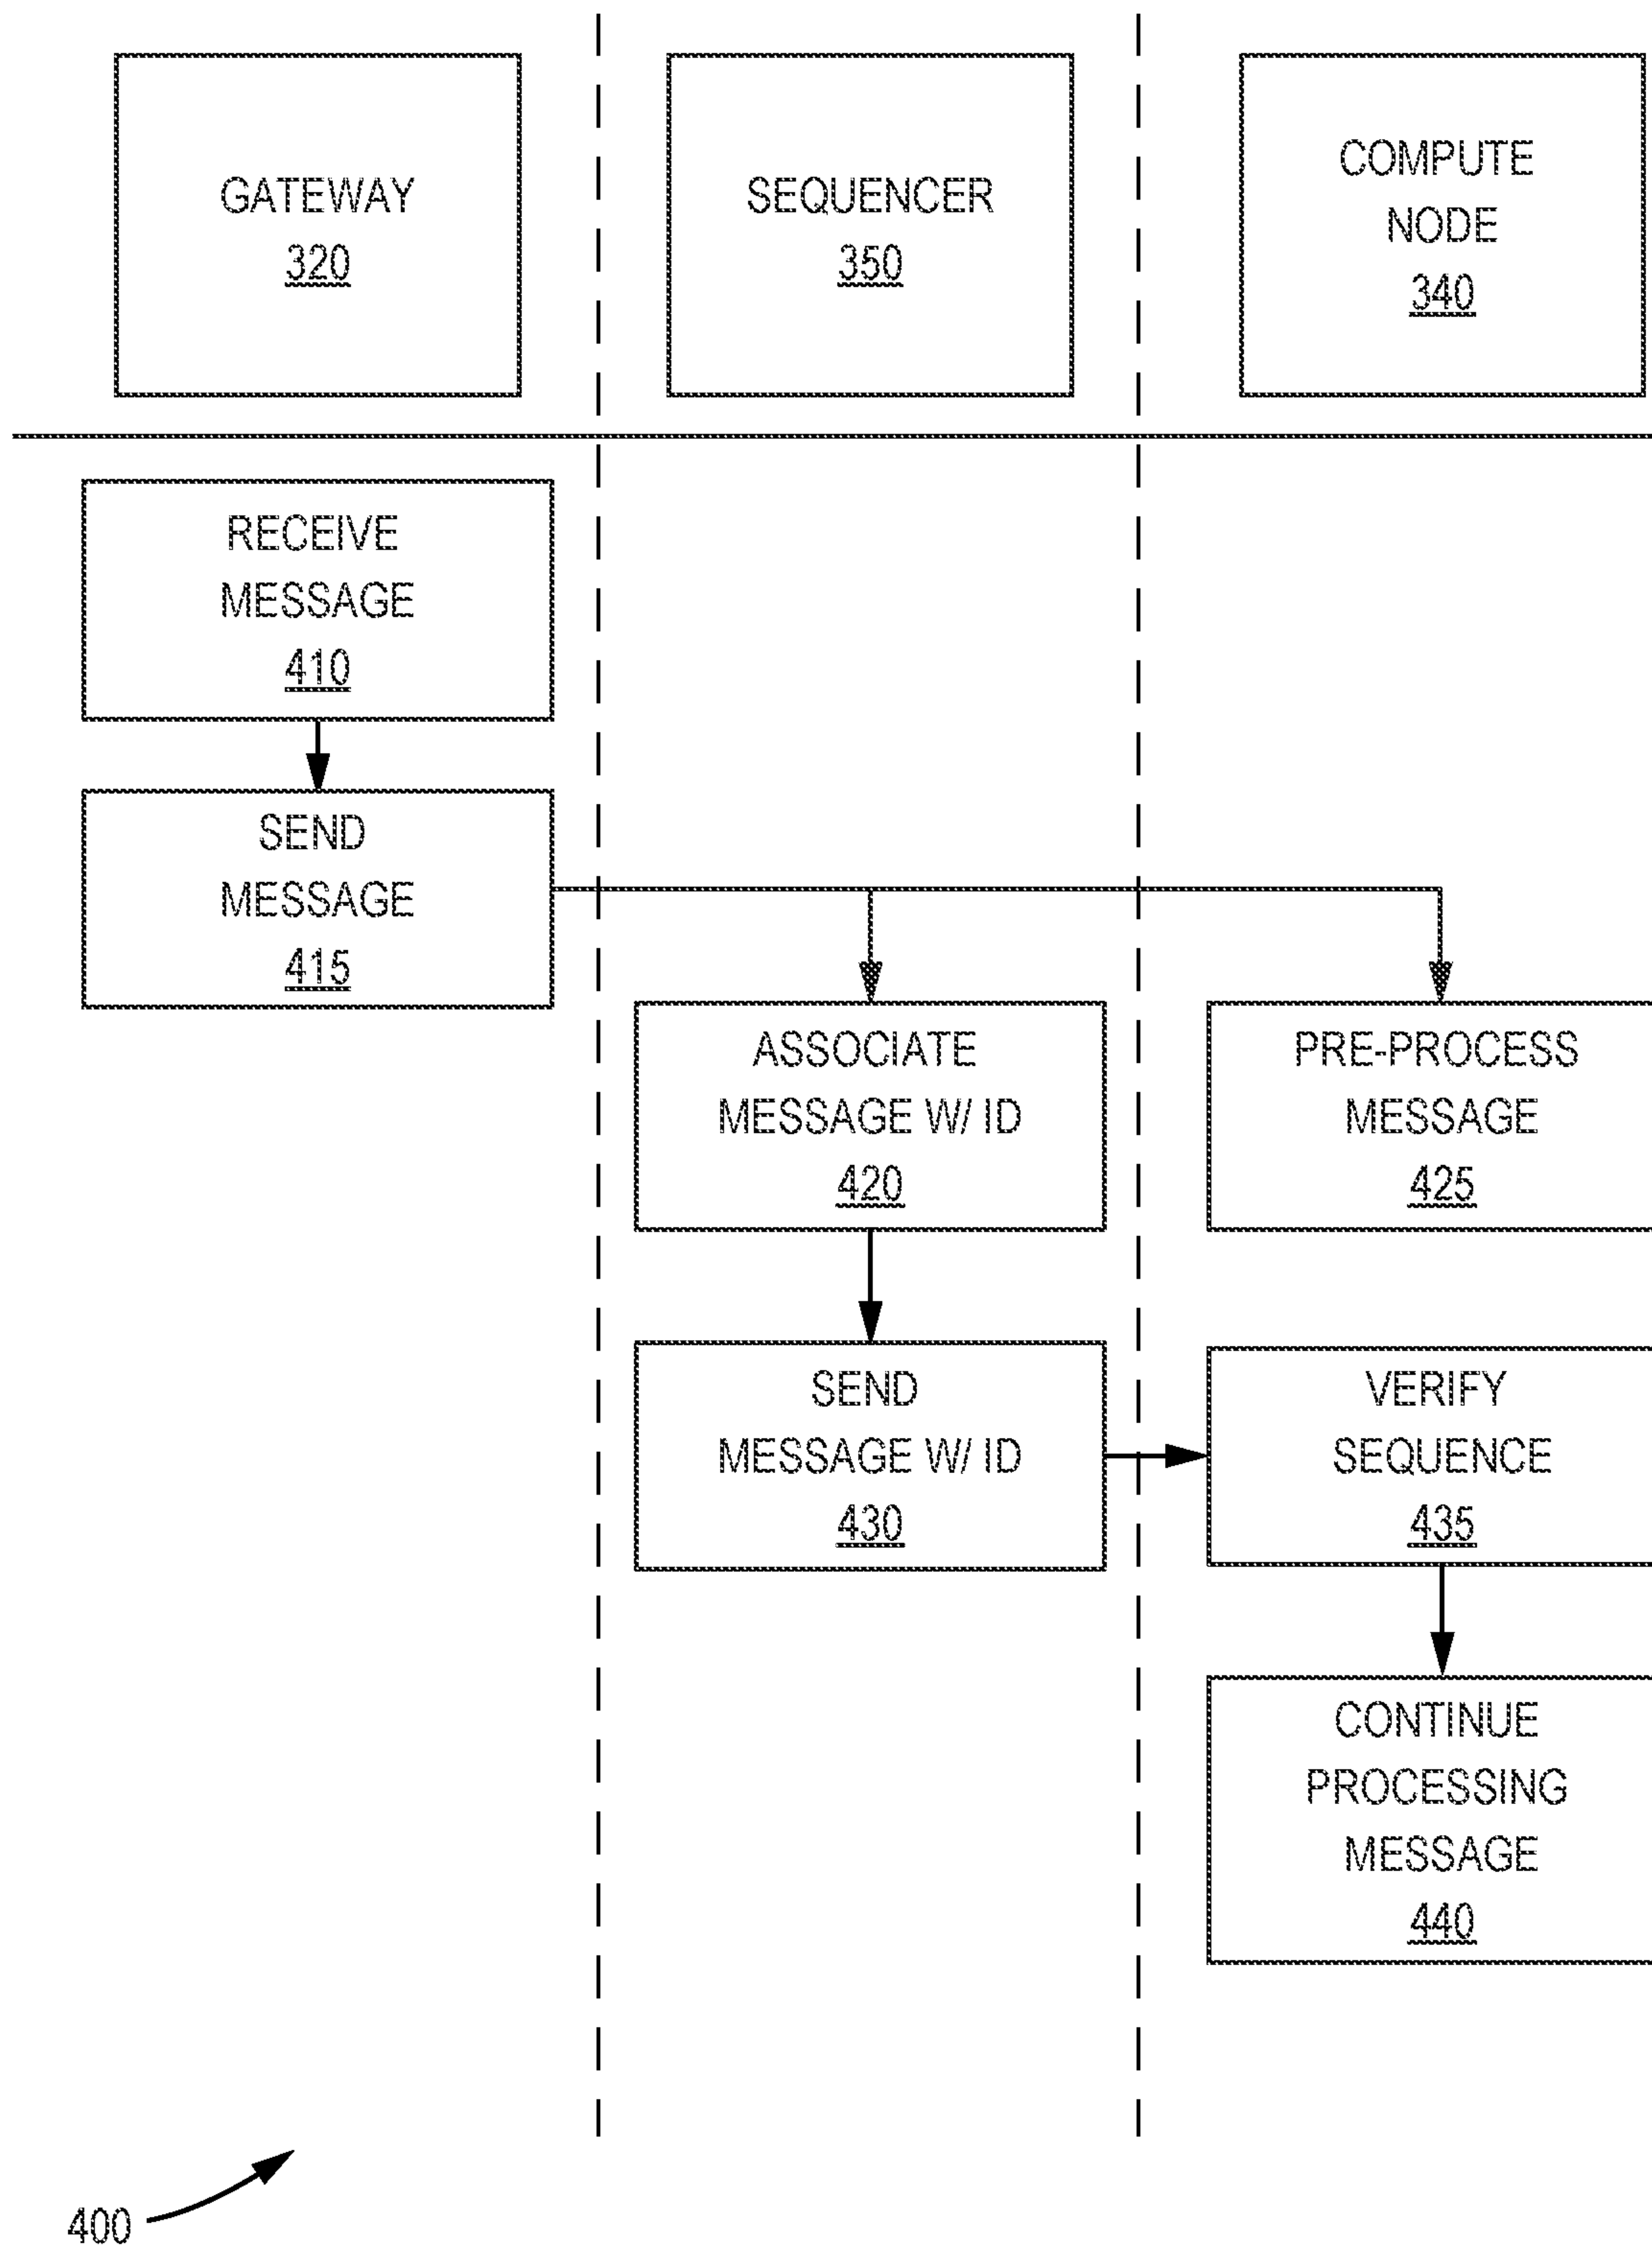 GATEWAY
320
SEQUENCER
350
COMPUTE
NODE
340
RECEIVE
MESSAGE
410
SEND
MESSAGE
415
ASSOCIATE
MESSAGE W/ ID
420
PRE-PROCESS
MESSAGE
425
SEND
MESSAGE W/ ID
430
VERIFY
SEQUENCE
435
CONTINUE
PROCESSING
MESSAGE
440
400